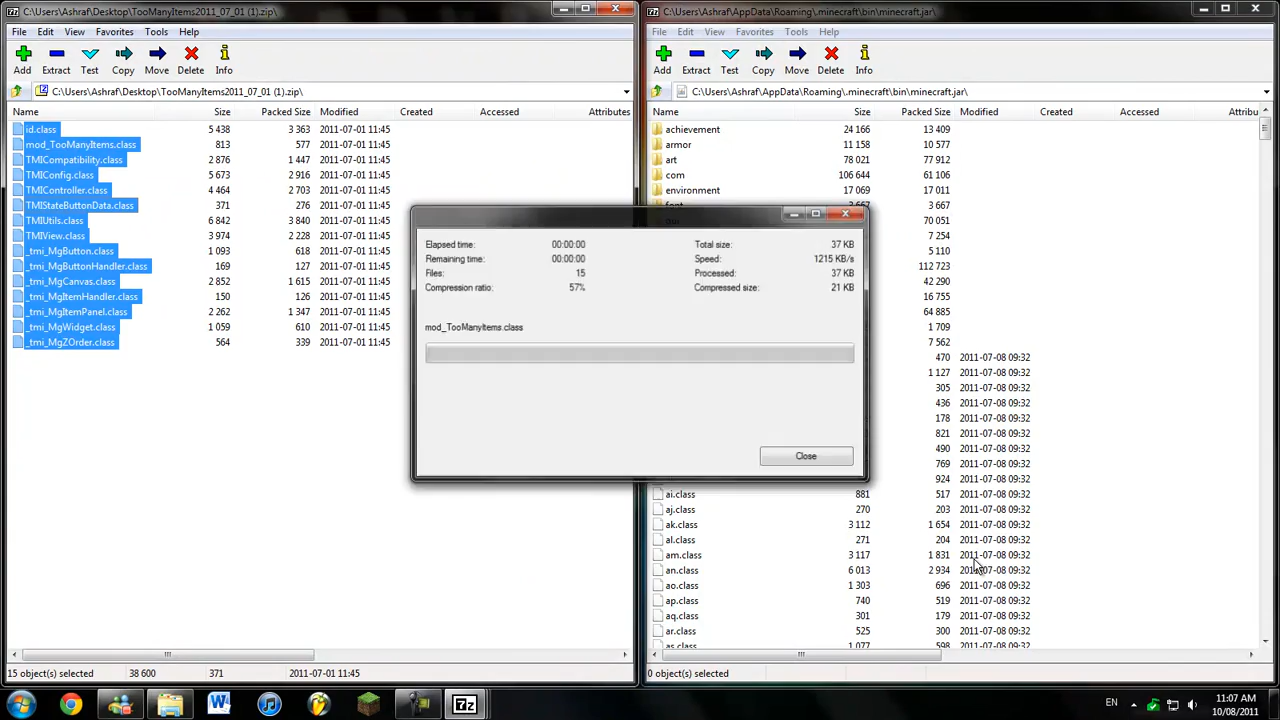 C:\Users\Ashraf\Desktop\TooManyItems2011_07_01 (1).zip\
File Edit View Favorites Tools Help
Add Extract Test Copy Move Delete Info
C:\Users\Ashraf\Desktop\TooManyItems2011_07_01 (1).zip\
Name Size Packed Size Modified Created Accessed Attributes
id.class 5 438 3 363 2011-07-01 11:45
mod_TooManyItems.class 813 577 2011-07-01 11:45
TMICompatibility.class 2 876 1 447 2011-07-01 11:45
TMIConfig.class 5 673 2 916 2011-07-01 11:45
TMIController.class 4 464 2 703 2011-07-01 11:45
TMIStateButtonData.class 371 276 2011-07-01 11:45
TMIUtils.class 6 842 3 840 2011-07-01 11:45
TMIView.class 3 974 2 228 2011-07-01 11:45
_tmi_MgButton.class 1 093 618 2011-07-01 11:45
_tmi_MgButtonHandler.class 169 127 2011-07-01 11:45
_tmi_MgCanvas.class 2 852 1 615 2011-07-01 11:45
_tmi_MgItemHandler.class 150 126 2011-07-01 11:45
_tmi_MgItemPanel.class 2 262 1 347 2011-07-01 11:45
_tmi_MgWidget.class 1 059 610 2011-07-01 11:45
_tmi_MgZOrder.class 564 339 2011-07-01 11:45
15 object(s) selected 38 600 371 2011-07-01 11:45
C:\Users\Ashraf\AppData\Roaming\.minecraft\bin\minecraft.jar\
File Edit View Favorites Tools Help
Add Extract Test Copy Move Delete Info
C:\Users\Ashraf\AppData\Roaming\.minecraft\bin\minecraft.jar\
Name Size Packed Size Modified Created Accessed Attribu
achievement 24 166 13 409
armor 11 158 10 577
art 78 021 77 912
com 106 644 61 106
environment 17 069 17 011
3 667
70 051
7 254
5 110
112 723
42 290
16 755
64 885
1 709
7 562
470 2011-07-08 09:32
1 127 2011-07-08 09:32
305 2011-07-08 09:32
436 2011-07-08 09:32
178 2011-07-08 09:32
821 2011-07-08 09:32
490 2011-07-08 09:32
769 2011-07-08 09:32
924 2011-07-08 09:32
ai.class 881 517 2011-07-08 09:32
aj.class 270 203 2011-07-08 09:32
ak.class 3 112 1 654 2011-07-08 09:32
al.class 271 204 2011-07-08 09:32
am.class 3 117 1 831 2011-07-08 09:32
an.class 6 013 2 934 2011-07-08 09:32
ao.class 1 303 696 2011-07-08 09:32
ap.class 740 519 2011-07-08 09:32
aq.class 301 179 2011-07-08 09:32
ar.class 525 300 2011-07-08 09:32
as.class 1 077 598 2011-07-08 09:32
0 object(s) selected
Elapsed time: 00:00:00 Total size: 37 KB
Remaining time: 00:00:00 Speed: 1215 KB/s
Files: 15 Processed: 37 KB
Compression ratio: 57% Compressed size: 21 KB
mod_TooManyItems.class
Close
7z
EN
11:07 AM
10/08/2011